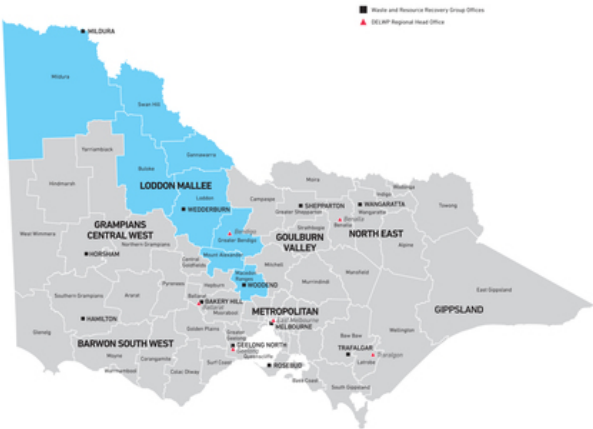 Waste and Resource Recovery Group Offices
DELWP Regional Head Office
MILDURA
Mildura
Swan Hill
Yarriambiack
Buloke
Gannawarra
Hindmarsh
LODDON MALLEE
Loddon
WEDDERBURN
Campaspe
Moira
Wodonga
Indigo
SHEPPARTON
Greater Shepparton
WANGARATTA
Wangaratta
Towong
West Wimmera
GRAMPIANS
CENTRAL WEST
Northern Grampians
Bendigo
Greater Bendigo
Strathbogie
Benalla
Benalla
GOULBURN
VALLEY
NORTH EAST
Alpine
HORSHAM
Mount Alexander
Central
Goldfields
Macedon
Ranges
Mitchell
Mansfield
Murrindindi
Pyrenees
Hepburn
WOODEND
East Gippsland
Southern Grampians
Ararat
Ballarat
BAKERY HILL
Ballarat
Moorabool
METROPOLITAN
GIPPSLAND
HAMILTON
East Melbourne
MELBOURNE
Glenelg
Golden Plains
Greater
Geelong
Baw Baw
Wellington
BARWON SOUTH WEST
GEELONG NORTH
Geelong
Queenscliffe
TRAFALGAR
Traralgon
Latrobe
Moyne
Corangamite
Surf Coast
ROSEBUD
Warrnambool
Colac Otway
Bass Coast
South Gippsland